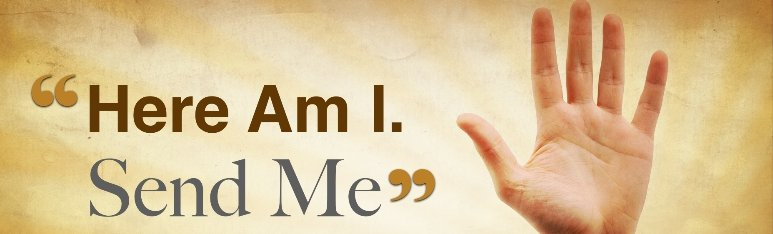 “Here Am I.
Send Me”